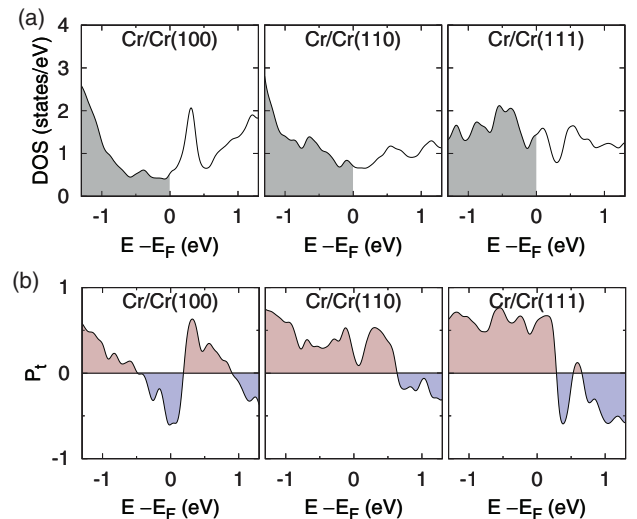 (a)
Cr/Cr(100) Cr/Cr(110) Cr/Cr(111)
DOS (states/eV)
4
3
2
1
0
-1 0 1 -1 0 1 -1 0 1
E −E_F (eV) E −E_F (eV) E −E_F (eV)
(b)
Cr/Cr(100) Cr/Cr(110) Cr/Cr(111)
P_t
1
0
-1
-1 0 1 -1 0 1 -1 0 1
E −E_F (eV) E −E_F (eV) E −E_F (eV)